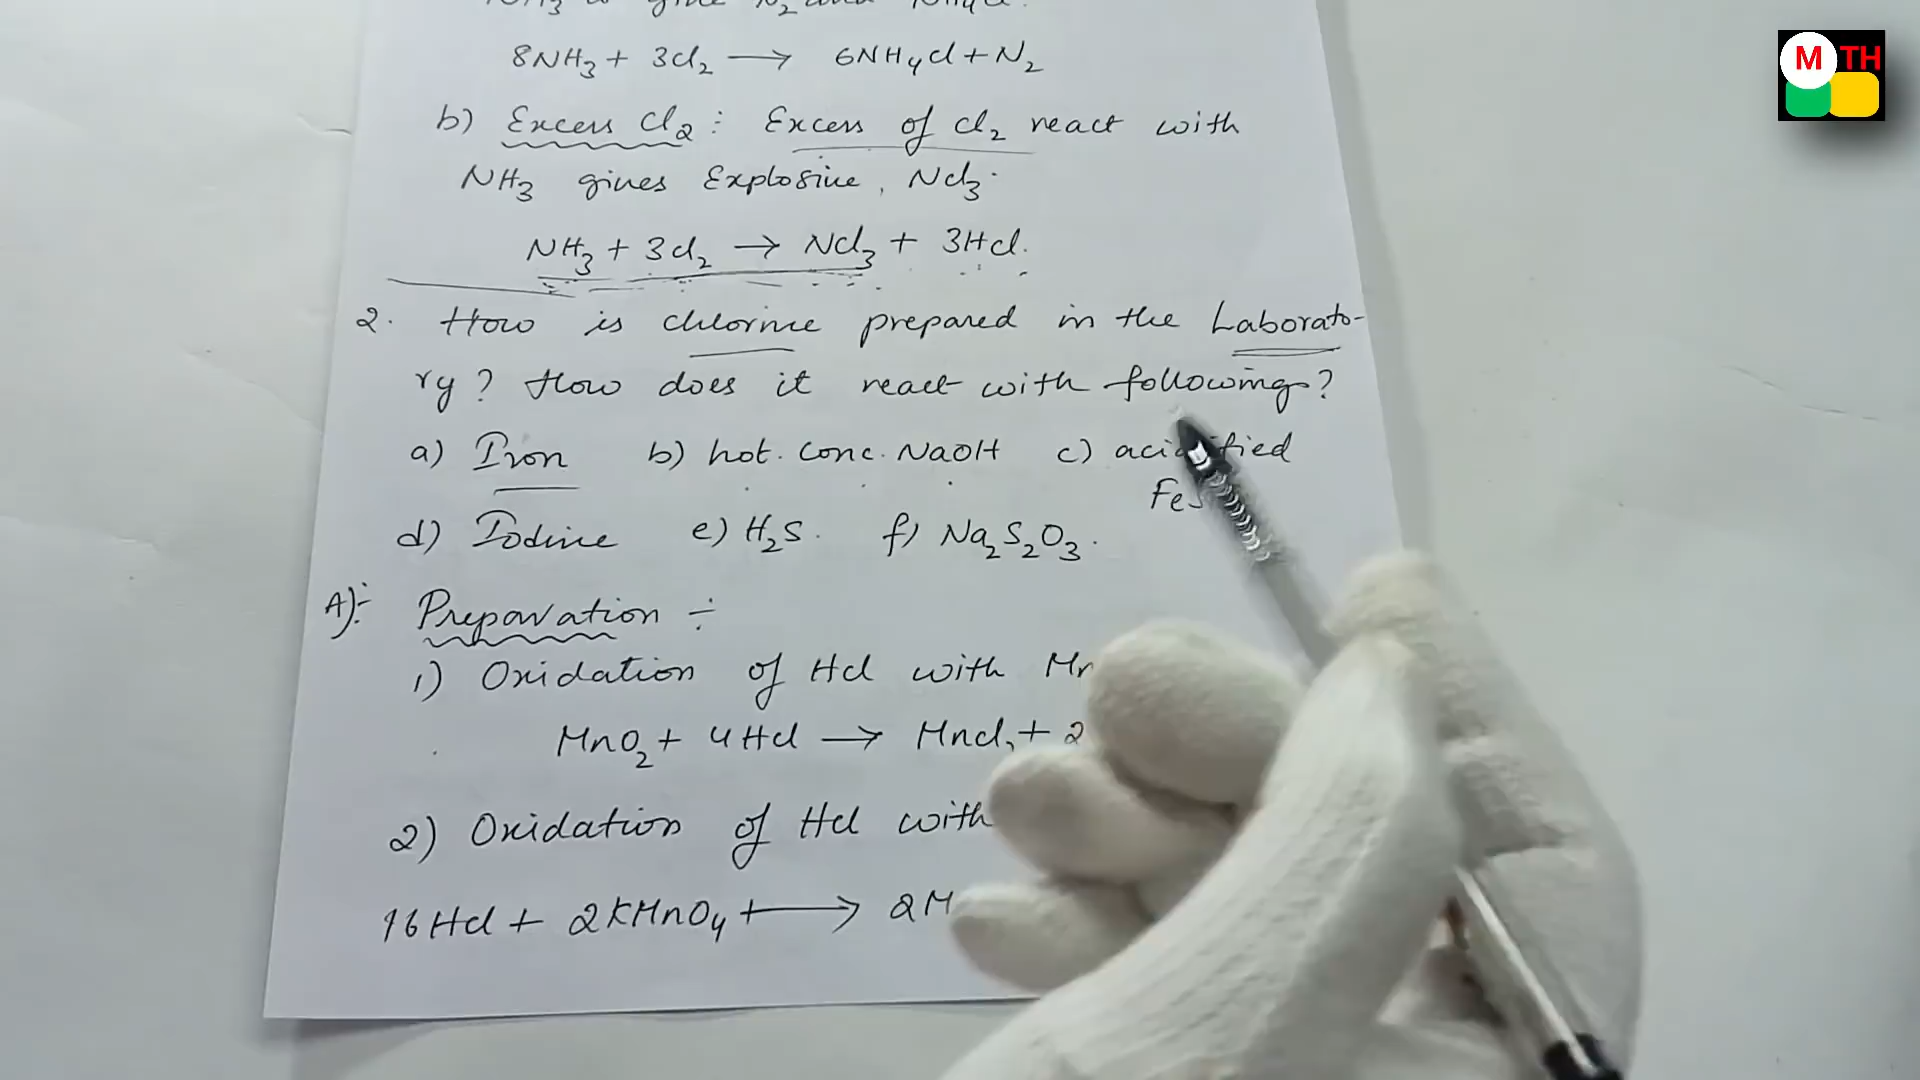 8NH₃ + 3Cl₂ → 6NH₄Cl + N₂
b) Excess Cl₂ : Excess of Cl₂ react with
NH₃ gives Explosive, NCl₃.
NH₃ + 3Cl₂ → NCl₃ + 3HCl.
2. How is chlorine prepared in the Laborato-
ry? How does it react with following?
a) Iron b) hot. conc. NaOH c) acidified
d) Iodine e) H₂S. f) Na₂S₂O₃.
A):- Preparation ÷
1) Oxidation of HCl with
MnO₂ + 4HCl → MnCl₂ + 2
2) Oxidation of HCl with
16HCl + 2KMnO₄ + → 2M
M TH